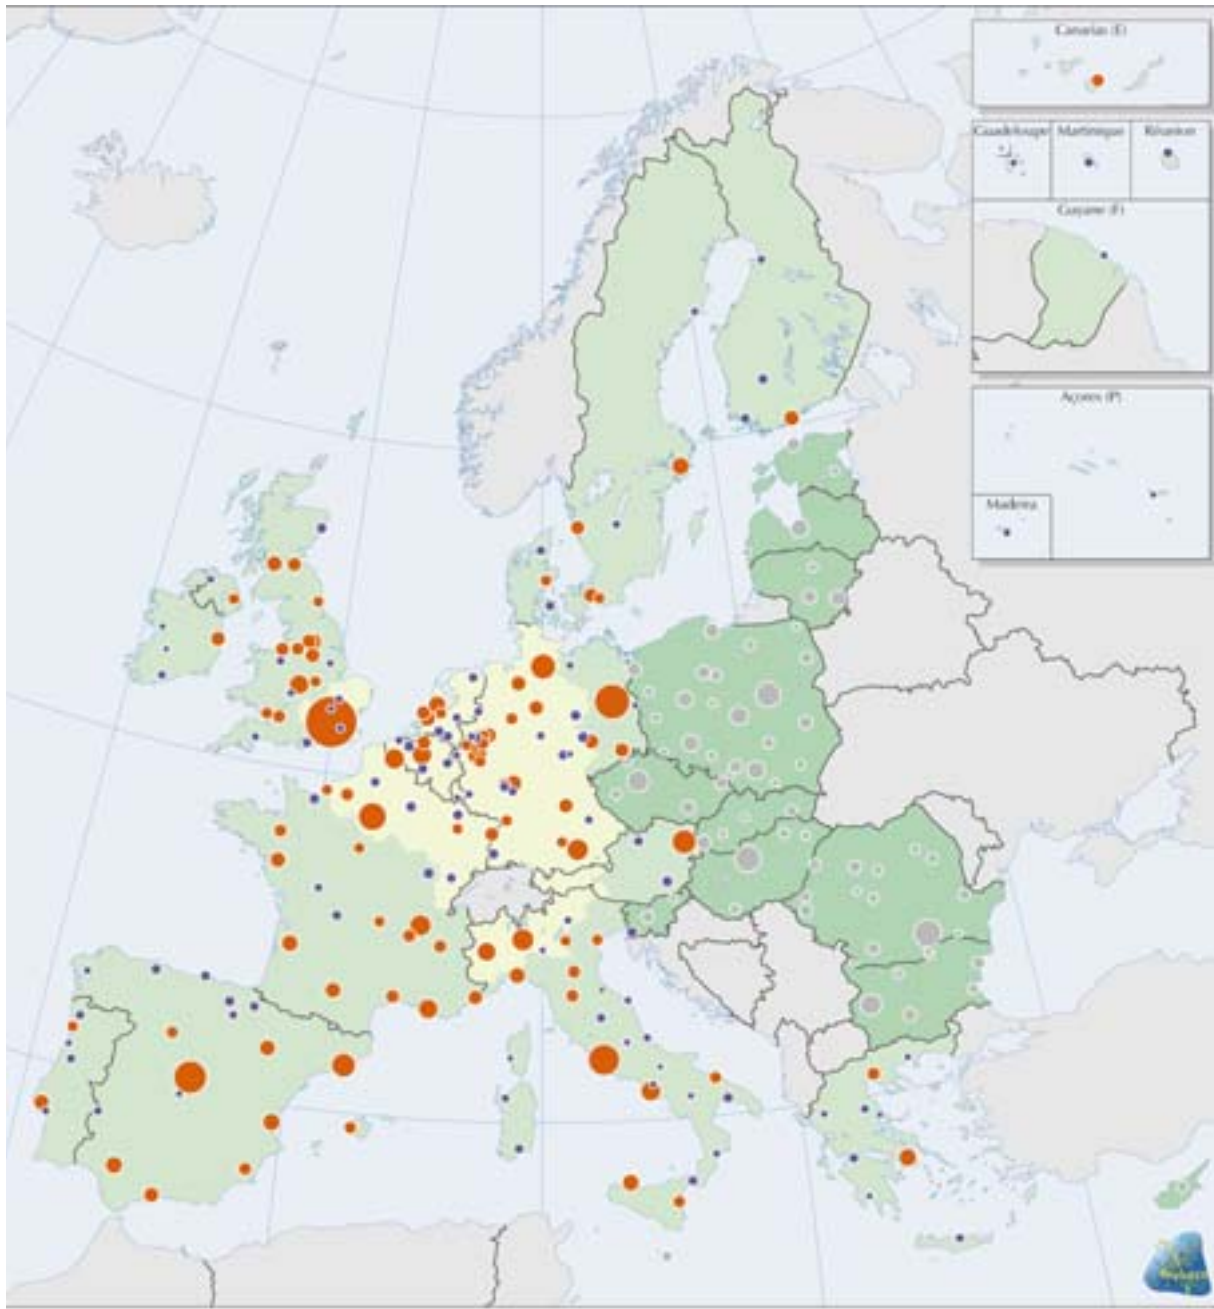 Canarias (E)
Guadeloupe
Martinique
Réunion
Guyane (F)
Açores (P)
Madeira